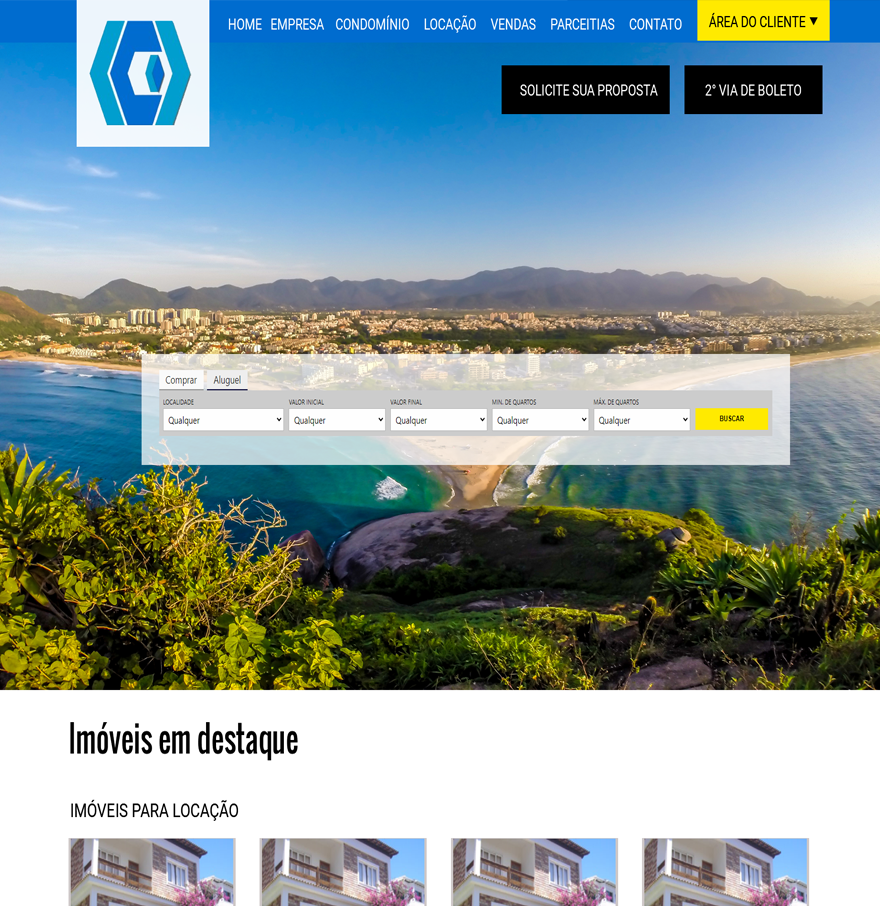 HOME EMPRESA CONDOMÍNIO LOCAÇÃO VENDAS PARCEITIAS CONTATO ÁREA DO CLIENTE ▼
SOLICITE SUA PROPOSTA 2ª VIA DE BOLETO
Comprar Aluguel
LOCALIDADE VALOR INICIAL VALOR FINAL MIN. DE QUARTOS MÁX. DE QUARTOS
Qualquer Qualquer Qualquer Qualquer Qualquer BUSCAR
Imóveis em destaque
IMÓVEIS PARA LOCAÇÃO